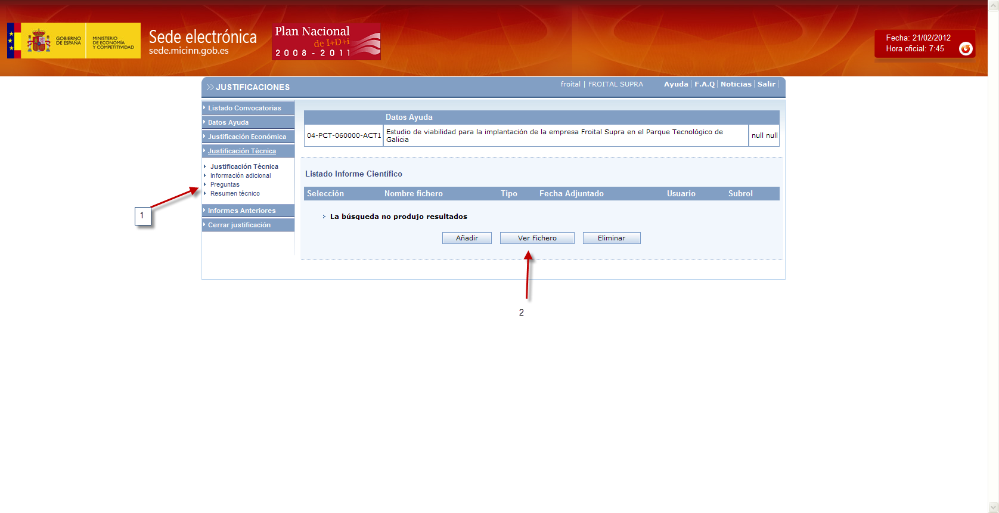 GOBIERNO
DE ESPAÑA
MINISTERIO
DE ECONOMÍA
Y COMPETITIVIDAD
Sede electrónica
sede.micinn.gob.es
Plan Nacional
de I+D+i
2008-2011
Fecha: 21/02/2012
Hora oficial: 7:45
JUSTIFICACIONES
froital | FROITAL SUPRA
Ayuda | F.A.Q | Noticias | Salir |
Listado Convocatorias
Datos Ayuda
Justificación Económica
Justificación Técnica
Justificación Técnica
Información adicional
Preguntas
Resumen técnico
Informes Anteriores
Cerrar justificación
1
Datos Ayuda
04-PCT-060000-ACT1
Estudio de viabilidad para la implantación de la empresa Froital Supra en el Parque Tecnológico de
Galicia
null null
Listado Informe Científico
Selección Nombre fichero Tipo Fecha Adjuntado Usuario Subrol
La búsqueda no produjo resultados
Añadir Ver Fichero Eliminar
2